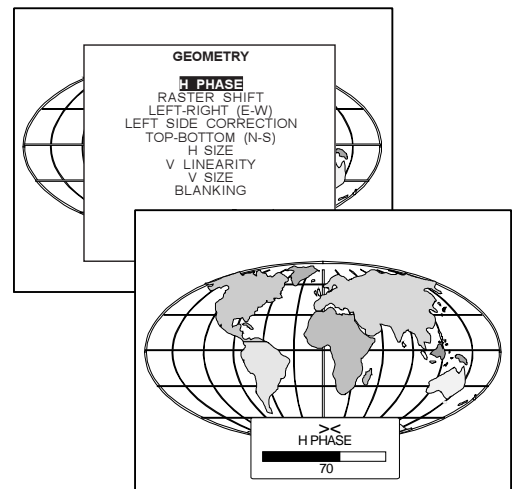 GEOMETRY
H PHASE
RASTER SHIFT
LEFT-RIGHT (E-W)
LEFT SIDE CORRECTION
TOP-BOTTOM (N-S)
H SIZE
V LINEARITY
V SIZE
BLANKING
><
H PHASE
70